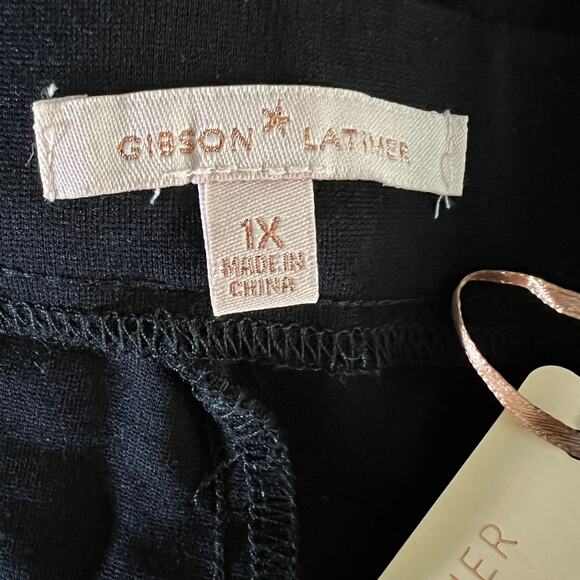 GIBSON LATIMER
1X
MADE IN
CHINA